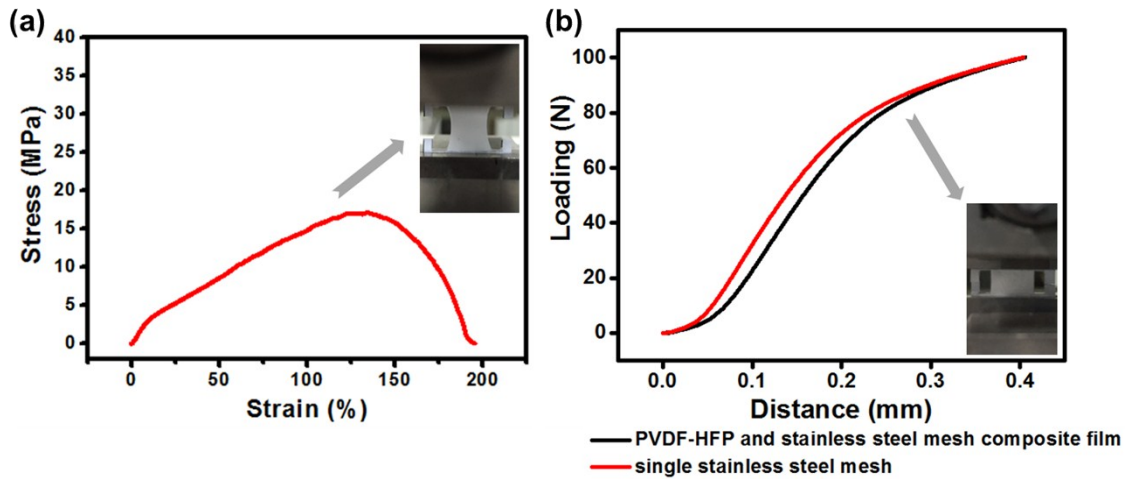 (a)
Stress (MPa)
40
35
30
25
20
15
10
5
0
0 50 100 150 200
Strain (%)
(b)
Loading (N)
100
80
60
40
20
0
0.0 0.1 0.2 0.3 0.4
Distance (mm)
PVDF-HFP and stainless steel mesh composite film
single stainless steel mesh